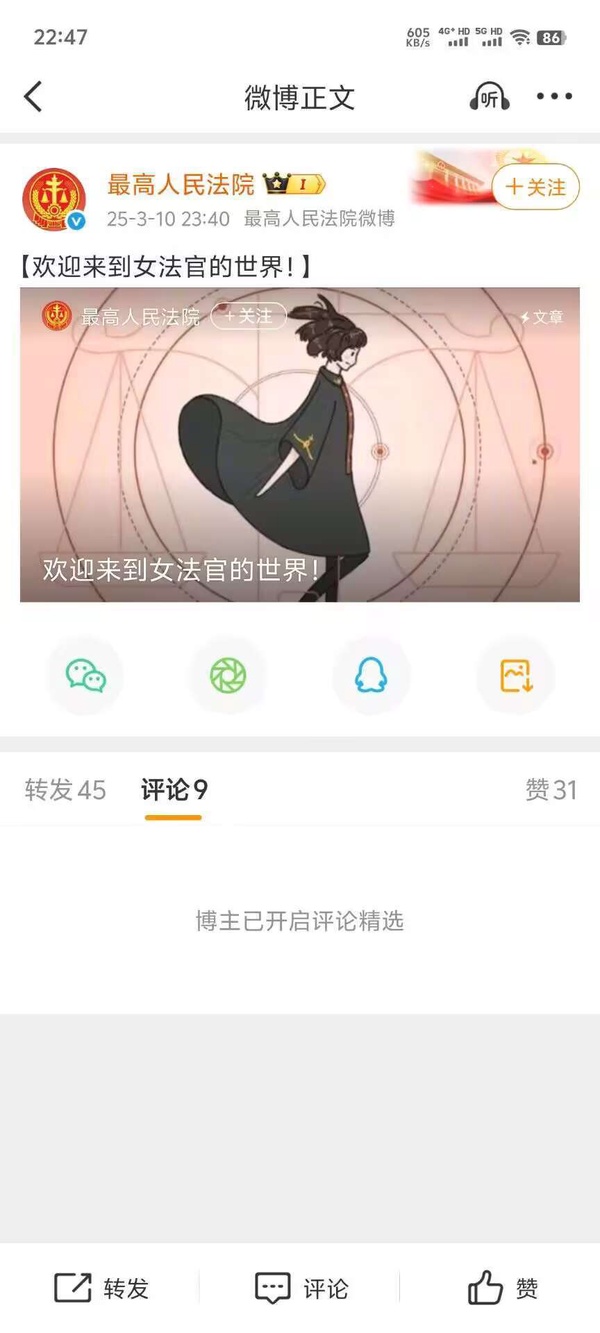 22:47
605 KB/s 4G+ HD 5G HD 86
微博正文
听
最高人民法院 I
+关注
25-3-10 23:40 最高人民法院微博
【欢迎来到女法官的世界！】
最高人民法院 +关注 文章
欢迎来到女法官的世界！
转发 45 评论 9 赞 31
博主已开启评论精选
转发 评论 赞